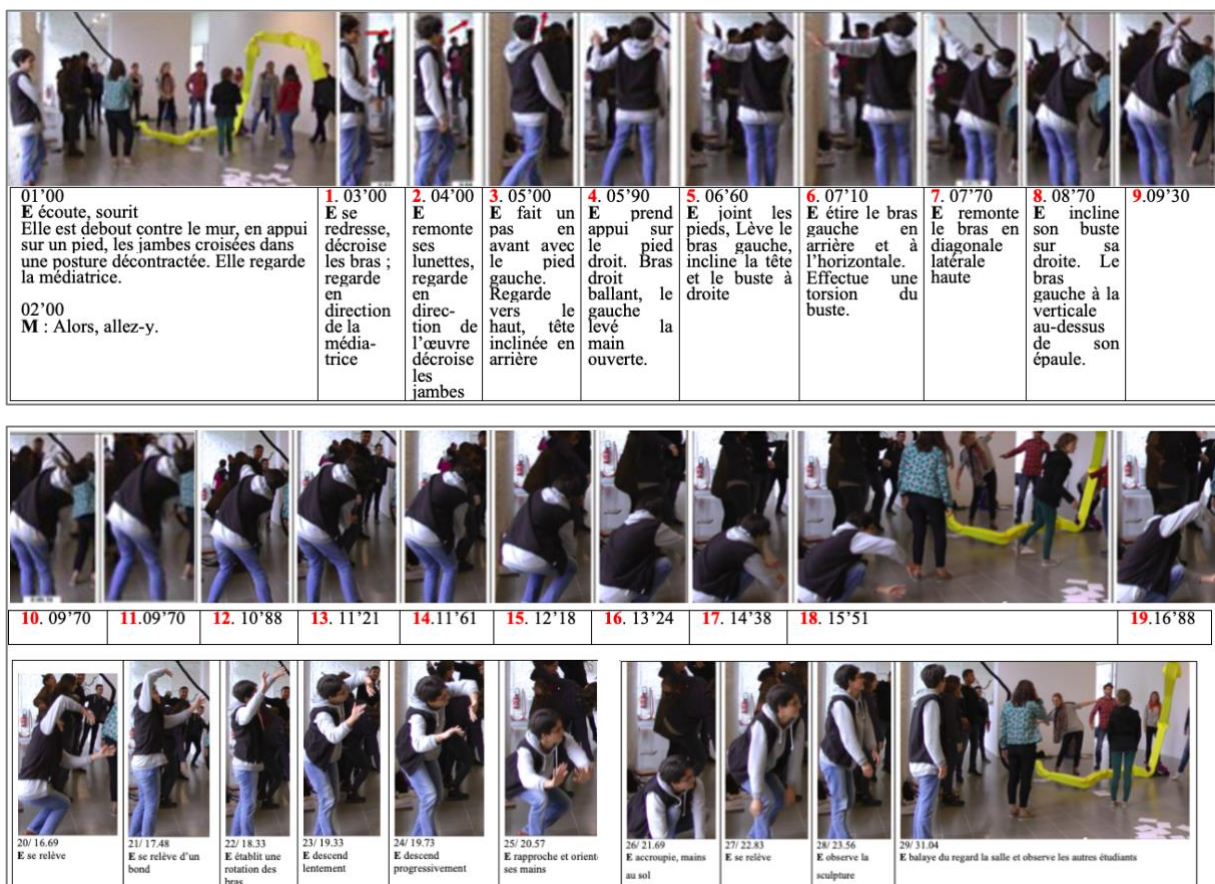 01’00
E écoute, sourit
Elle est debout contre le mur, en appui
sur un pied, les jambes croisées dans
une posture décontractée. Elle regarde
la médiatrice.
02’00
M : Alors, allez-y.
1. 03’00
E se
redresse,
décroise
les bras ;
regarde
en
direction
de la
média-
trice
2. 04’00
E
remonte
ses
lunettes,
regarde
en
direc-
tion de
l’œuvre
décroise
les
jambes
3. 05’00
E fait un
pas en
avant avec
le pied
gauche.
Regarde
vers le
haut, tête
inclinée en
arrière
4. 05’90
E prend
appui sur
le pied
droit. Bras
droit
ballant, le
gauche
levé la
main
ouverte.
5. 06’60
E joint les
pieds, Lève le
bras gauche,
incline la tête
et le buste à
droite
6. 07’10
E étire le bras
gauche en
arrière et à
l’horizontale.
Effectue une
torsion du
buste.
7. 07’70
E remonte
le bras en
diagonale
latérale
haute
8. 08’70
E incline
son buste
sur sa
droite. Le
bras
gauche à la
verticale
au-dessus
de son
épaule.
9.09’30
10. 09’70
11.09’70
12. 10’88
13. 11’21
14.11’61
15. 12’18
16. 13’24
17. 14’38
18. 15’51
19.16’88
20/ 16.69
E se relève
21/ 17.48
E se relève d’un
bond
22/ 18.33
E établit une
rotation des
bras
23/ 19.33
E descend
lentement
24/ 19.73
E descend
progressivement
25/ 20.57
E rapproche et orient
ses mains
26/ 21.69
E accroupie, mains
au sol
27/ 22.83
E se relève
28/ 23.56
E observe la
sculpture
29/ 31.04
E balaye du regard la salle et observe les autres étudiants